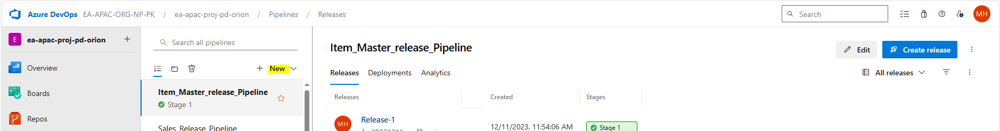 Azure DevOps EA-APAC-ORG-NP-PK / ea-apac-proj-pd-orion / Pipelines / Releases
Search
MH
E ea-apac-proj-pd-orion +
Overview
Boards
Repos
Search all pipelines
+ New
Item_Master_release_Pipeline
Stage 1
Sales_Release_Pipeline
Item_Master_release_Pipeline
Edit
Create release
Releases Deployments Analytics
All releases
Releases Created Stages
MH Release-1 12/11/2023, 11:54:06 AM Stage 1